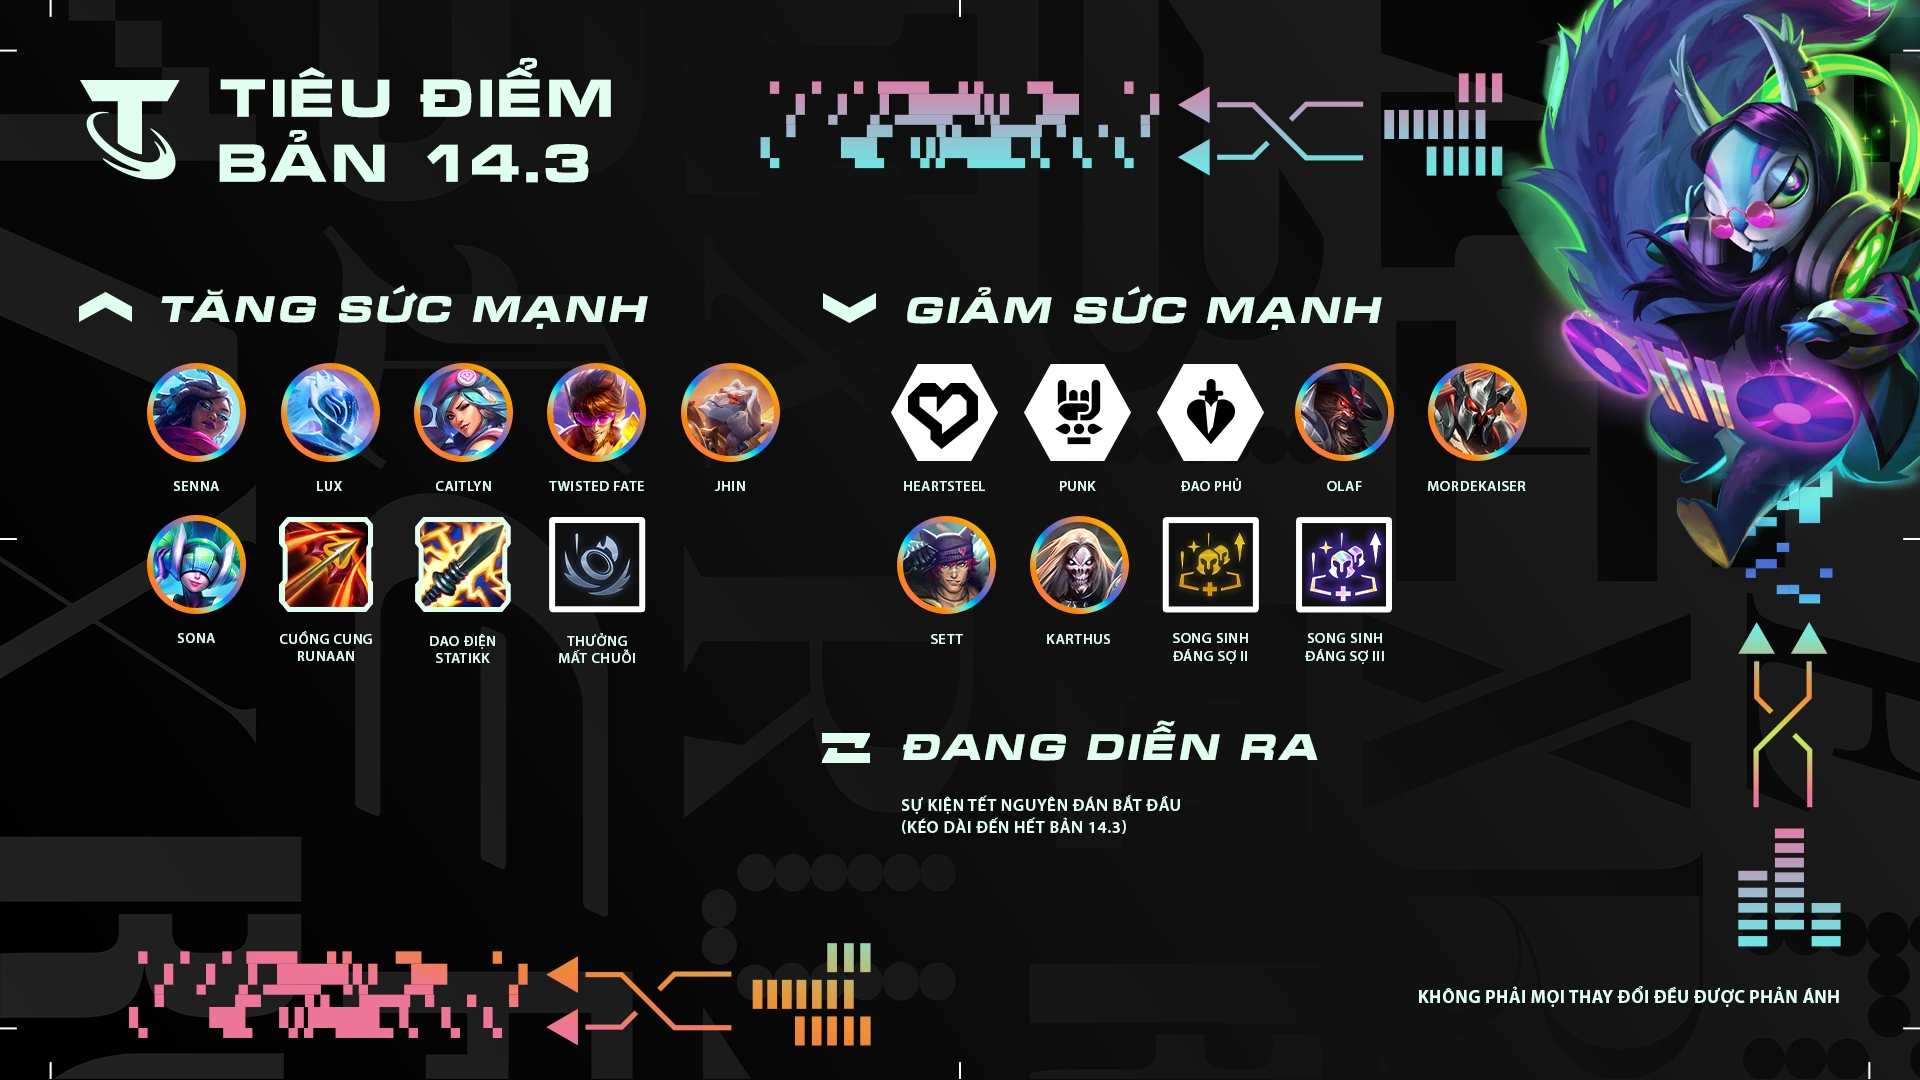 TIÊU ĐIỂM
BẢN 14.3
TĂNG SỨC MẠNH
SENNA
LUX
CAITLYN
TWISTED FATE
JHIN
SONA
CUỒNG CUNG
RUNAAN
DAO ĐIỆN
STATIKK
THƯỞNG
MẤT CHUỖI
GIẢM SỨC MẠNH
HEARTSTEEL
PUNK
ĐAO PHỦ
OLAF
MORDEKAISER
SETT
KARTHUS
SONG SINH
ĐÁNG SỢ II
SONG SINH
ĐÁNG SỢ III
ĐANG DIỄN RA
SỰ KIỆN TẾT NGUYÊN ĐÁN BẮT ĐẦU
(KÉO DÀI ĐẾN HẾT BẢN 14.3)
KHÔNG PHẢI MỌI THAY ĐỔI ĐỀU ĐƯỢC PHẢN ÁNH